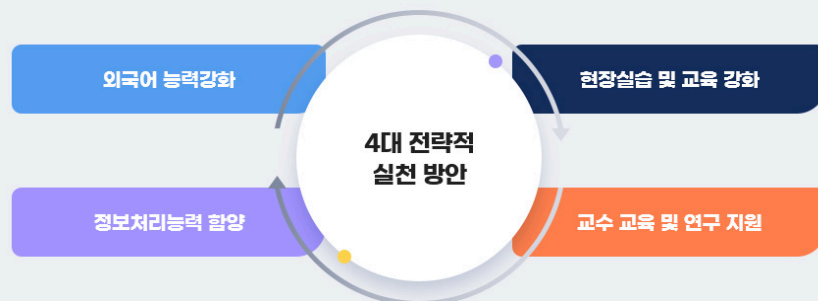 외국어 능력강화
현장실습 및 교육 강화
4대 전략적
실천 방안
정보처리능력 함양
교수 교육 및 연구 지원